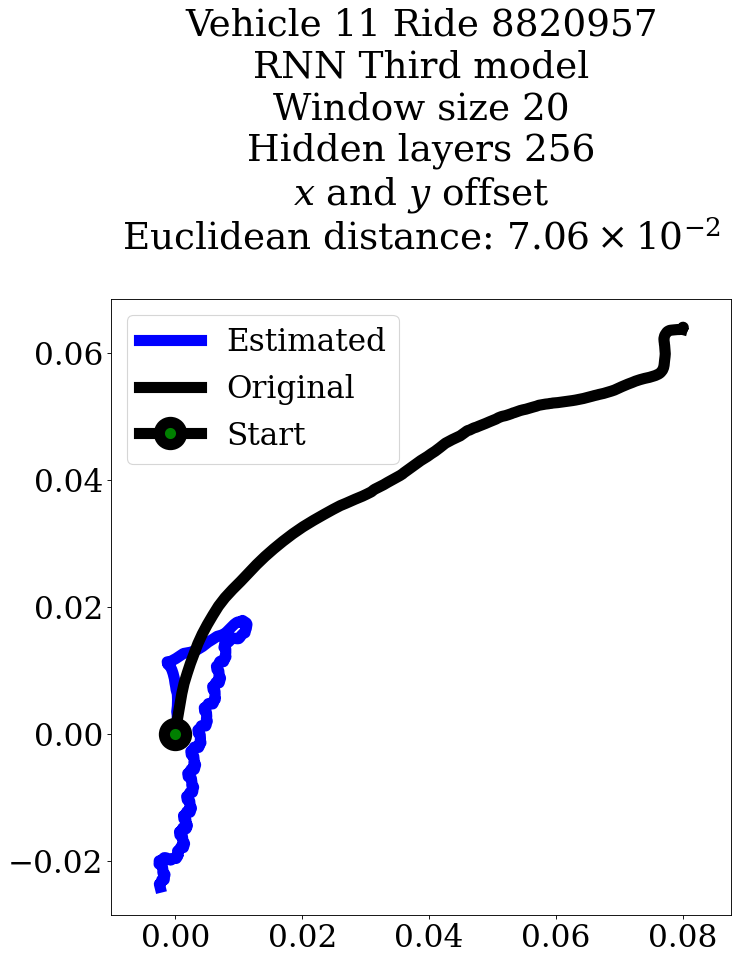 Vehicle 11 Ride 8820957
RNN Third model
Window size 20
Hidden layers 256
x and y offset
Euclidean distance: 7.06 × 10⁻²
Estimated
Original
Start
0.06
0.04
0.02
0.00
−0.02
0.00 0.02 0.04 0.06 0.08